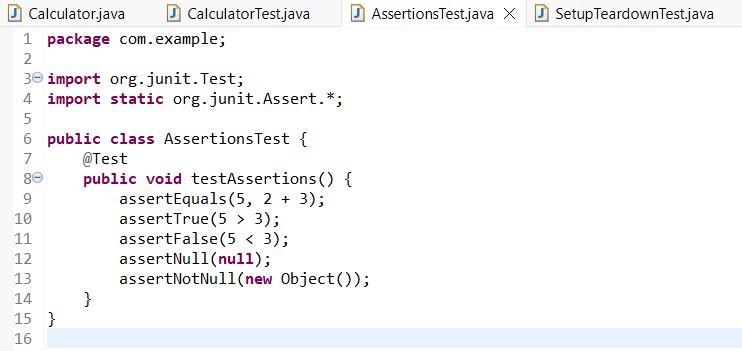 Calculator.java CalculatorTest.java AssertionsTest.java SetupTeardownTest.java
1 package com.example;
2
3 import org.junit.Test;
4 import static org.junit.Assert.*;
5
6 public class AssertionsTest {
7     @Test
8     public void testAssertions() {
9         assertEquals(5, 2 + 3);
10         assertTrue(5 > 3);
11         assertFalse(5 < 3);
12         assertNull(null);
13         assertNotNull(new Object());
14     }
15 }
16